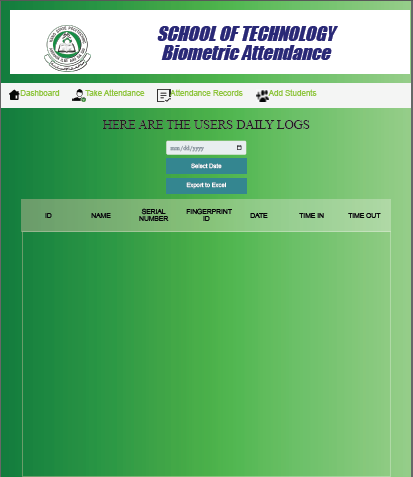 SCHOOL OF TECHNOLOGY
Biometric Attendance
Dashboard Take Attendance Attendance Records Add Students
HERE ARE THE USERS DAILY LOGS
mm/dd/yyyy
Select Date
Export to Excel
ID NAME SERIAL NUMBER FINGERPRINT ID DATE TIME IN TIME OUT